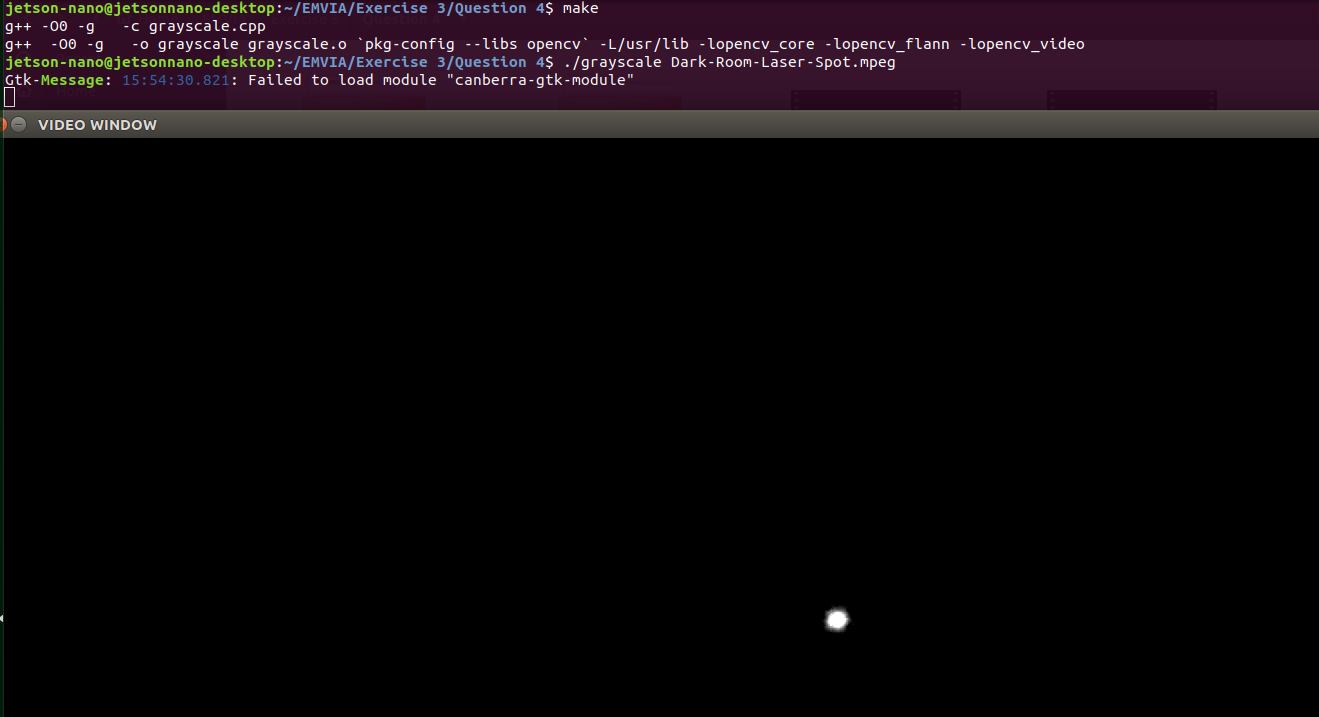 jetson-nano@jetsonnano-desktop:~/EMVIA/Exercise 3/Question 4$ make
g++ -O0 -g   -c grayscale.cpp
g++  -O0 -g   -o grayscale grayscale.o `pkg-config --libs opencv` -L/usr/lib -lopencv_core -lopencv_flann -lopencv_video
jetson-nano@jetsonnano-desktop:~/EMVIA/Exercise 3/Question 4$ ./grayscale Dark-Room-Laser-Spot.mpeg
Gtk-Message: 15:54:30.821: Failed to load module "canberra-gtk-module"
VIDEO WINDOW